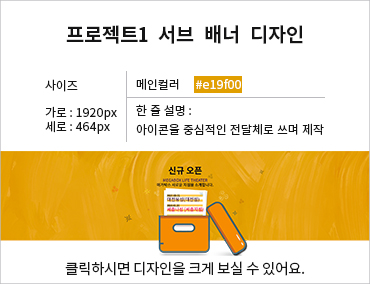 프로젝트1 서브 배너 디자인
사이즈
메인컬러 #e19f00
가로 : 1920px
세로 : 464px
한 줄 설명 :
아이콘을 중심적인 전달체로 쓰며 제작
신규 오픈
MEGABOX LIFE THEATER
클릭하시면 디자인을 크게 보실 수 있어요.